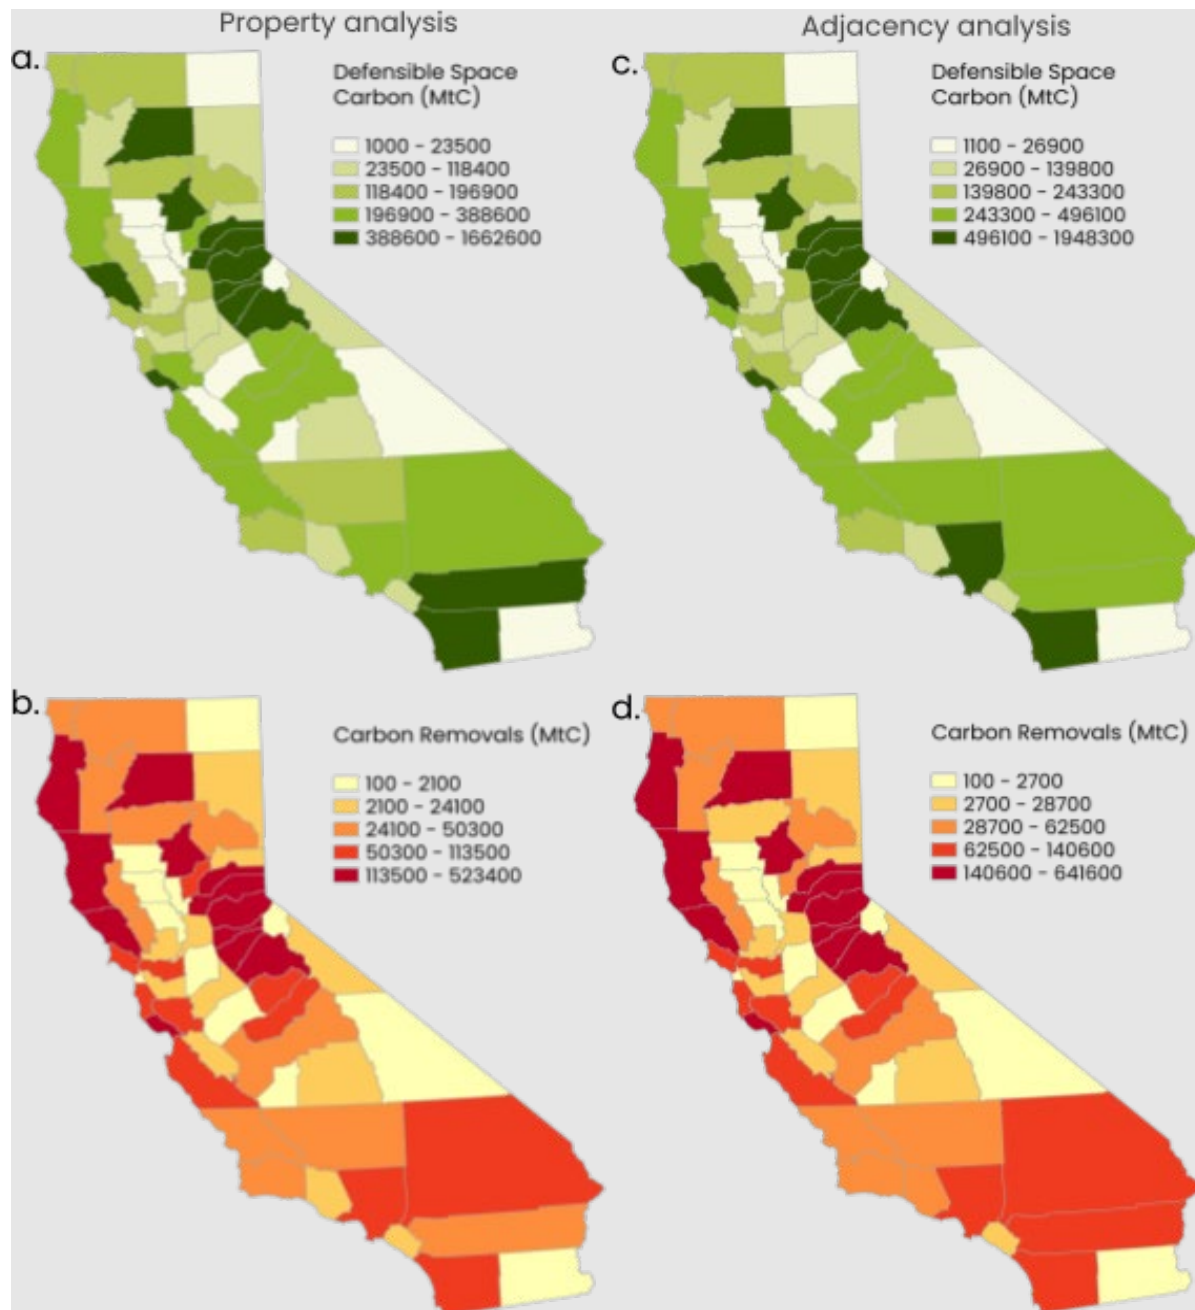 Property analysis
Adjacency analysis
a.
Defensible Space
Carbon (MtC)
1000 - 23500
23500 - 118400
118400 - 196900
196900 - 388600
388600 - 1662600
c.
Defensible Space
Carbon (MtC)
1100 - 26900
26900 - 139800
139800 - 243300
243300 - 496100
496100 - 1948300
b.
Carbon Removals (MtC)
100 - 2100
2100 - 24100
24100 - 50300
50300 - 113500
113500 - 523400
d.
Carbon Removals (MtC)
100 - 2700
2700 - 28700
28700 - 62500
62500 - 140600
140600 - 641600